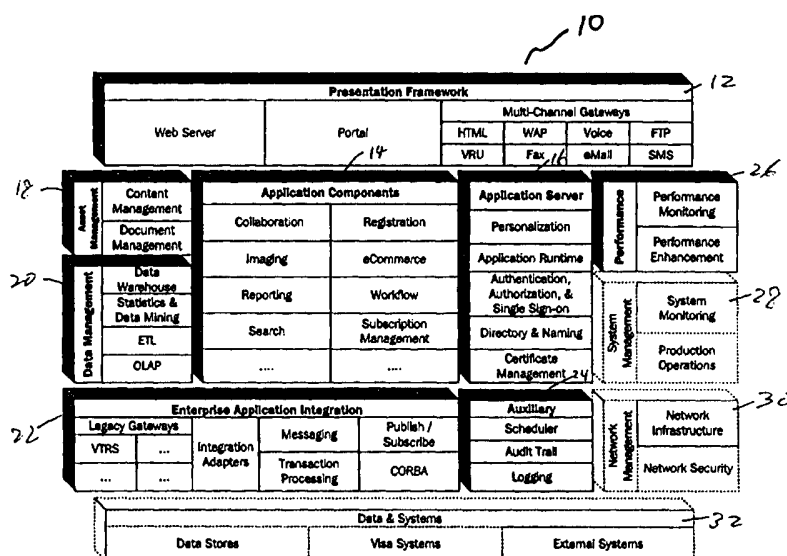 10
Presentation Framework
12
Web Server
Portal
Multi-Channel Gateways
HTML WAP Voice FTP
VRU Fax eMail SMS
14
16
18
Asset Management
Content Management
Document Management
Application Components
Collaboration Registration
Imaging eCommerce
Reporting Workflow
Search Subscription Management
.... ....
Application Server
Personalization
Application Runtime
Authentication, Authorization, & Single Sign-on
Directory & Naming
Certificate Management
26
Performance
Performance Monitoring
Performance Enhancement
20
Data Management
Data Warehouse
Statistics & Data Mining
ETL
OLAP
28
System Management
System Monitoring
Production Operations
22
Enterprise Application Integration
Legacy Gateways
VTRS ...
... ...
Integration Adapters
Messaging
Transaction Processing
Publish / Subscribe
CORBA
24
Auxiliary
Scheduler
Audit Trail
Logging
30
Network Management
Network Infrastructure
Network Security
Data & Systems
32
Data Stores Visa Systems External Systems